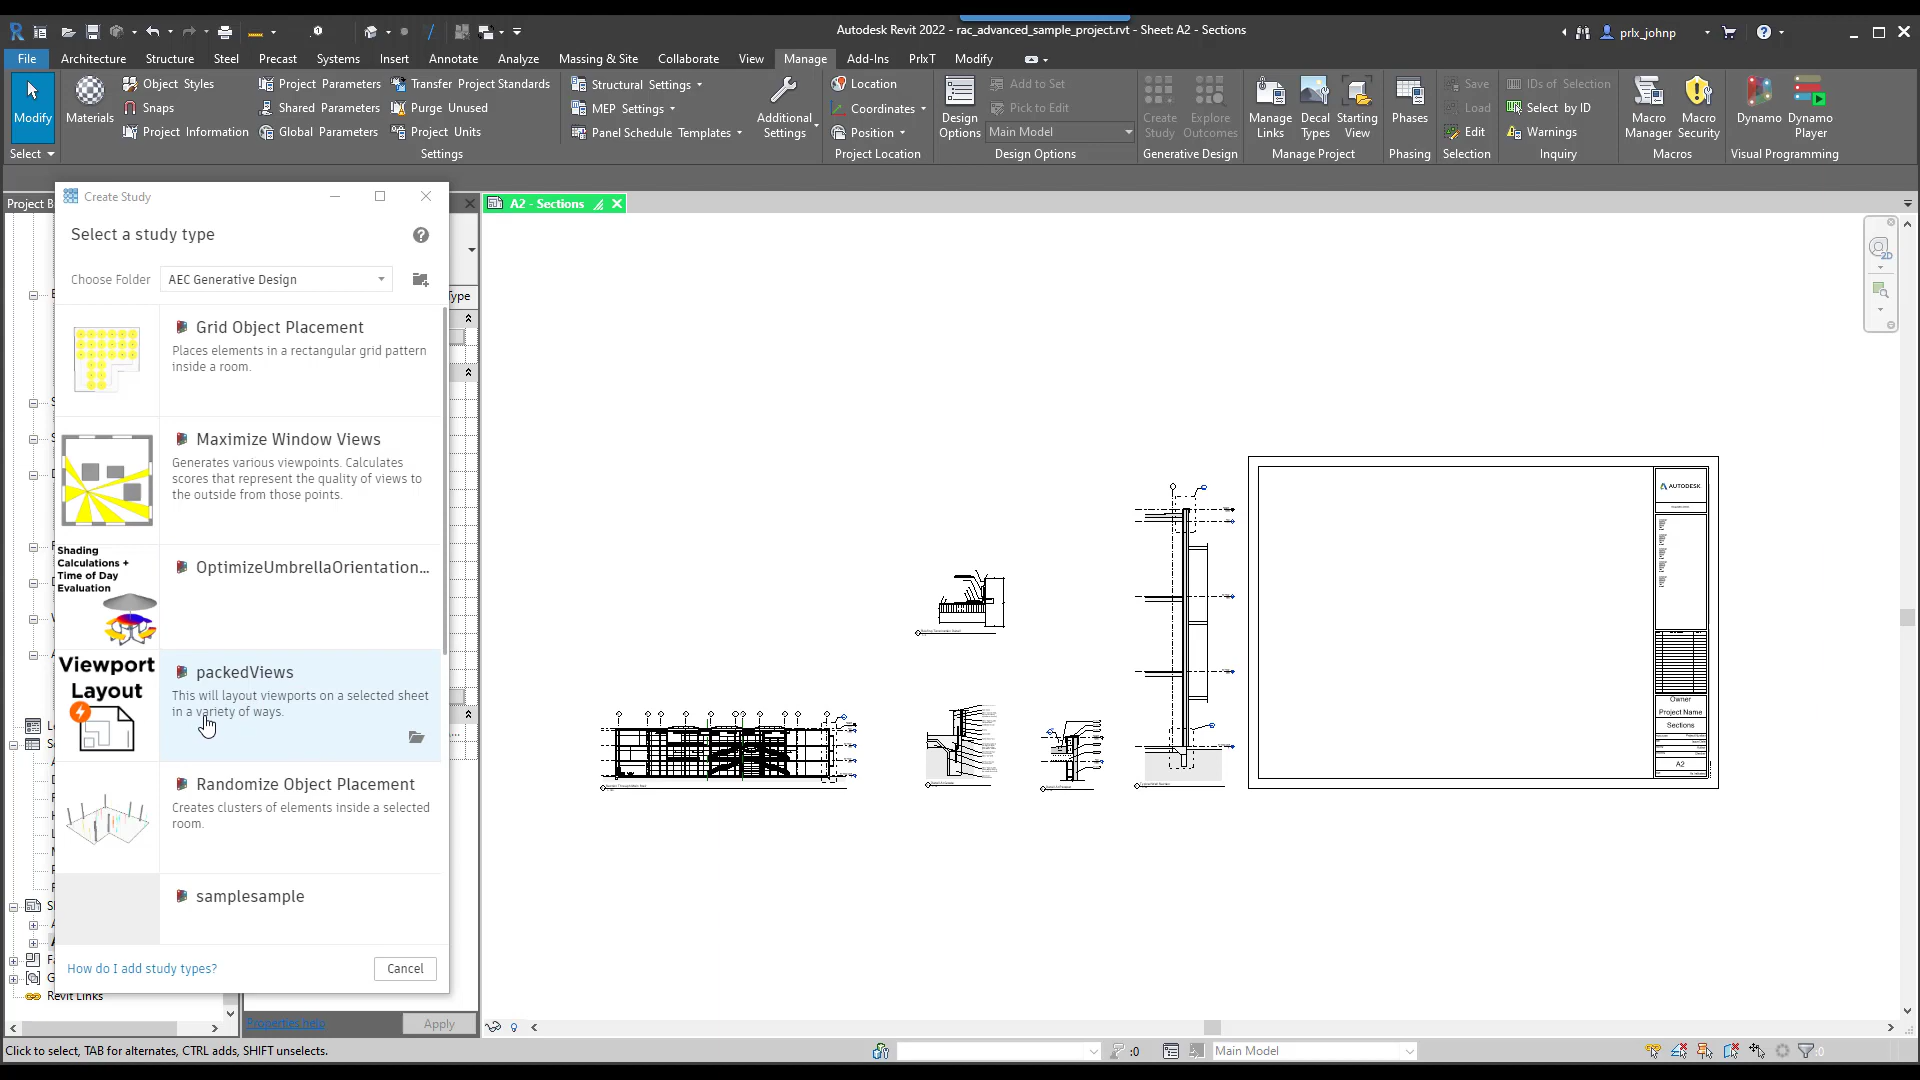 Autodesk Revit 2022 - rac_advanced_sample_project.rvt - Sheet: A2 - Sections
prlx_johnp
File
Architecture
Structure
Steel
Precast
Systems
Insert
Annotate
Analyze
Massing & Site
Collaborate
View
Manage
Add-Ins
PrlxT
Modify
Modify
Select
Materials
Object Styles
Snaps
Project Information
Project Parameters
Shared Parameters
Global Parameters
Transfer Project Standards
Purge Unused
Project Units
Settings
Structural Settings
MEP Settings
Panel Schedule Templates
Additional
Settings
Location
Coordinates
Position
Project Location
Design
Options
Add to Set
Pick to Edit
Main Model
Design Options
Create
Study
Explore
Outcomes
Generative Design
Manage
Links
Decal
Types
Starting
View
Manage Project
Phases
Phasing
Save
Load
Edit
Selection
IDs of Selection
Select by ID
Warnings
Inquiry
Macro
Manager
Macro
Security
Macros
Dynamo
Dynamo
Player
Visual Programming
Project B
Create Study
Select a study type
Choose Folder
AEC Generative Design
Grid Object Placement
Places elements in a rectangular grid pattern
inside a room.
Maximize Window Views
Generates various viewpoints. Calculates
scores that represent the quality of views to
the outside from those points.
Shading
Calculations +
Time of Day
Evaluation
OptimizeUmbrellaOrientation...
Viewport
Layout
packedViews
This will layout viewports on a selected sheet
in a variety of ways.
Randomize Object Placement
Creates clusters of elements inside a selected
room.
samplesample
How do I add study types?
Cancel
Revit Links
Properties help
Apply
A2 - Sections
2D
AUTODESK
Owner
Project Name
Sections
A2
Click to select, TAB for alternates, CTRL adds, SHIFT unselects.
:0
Main Model
:0